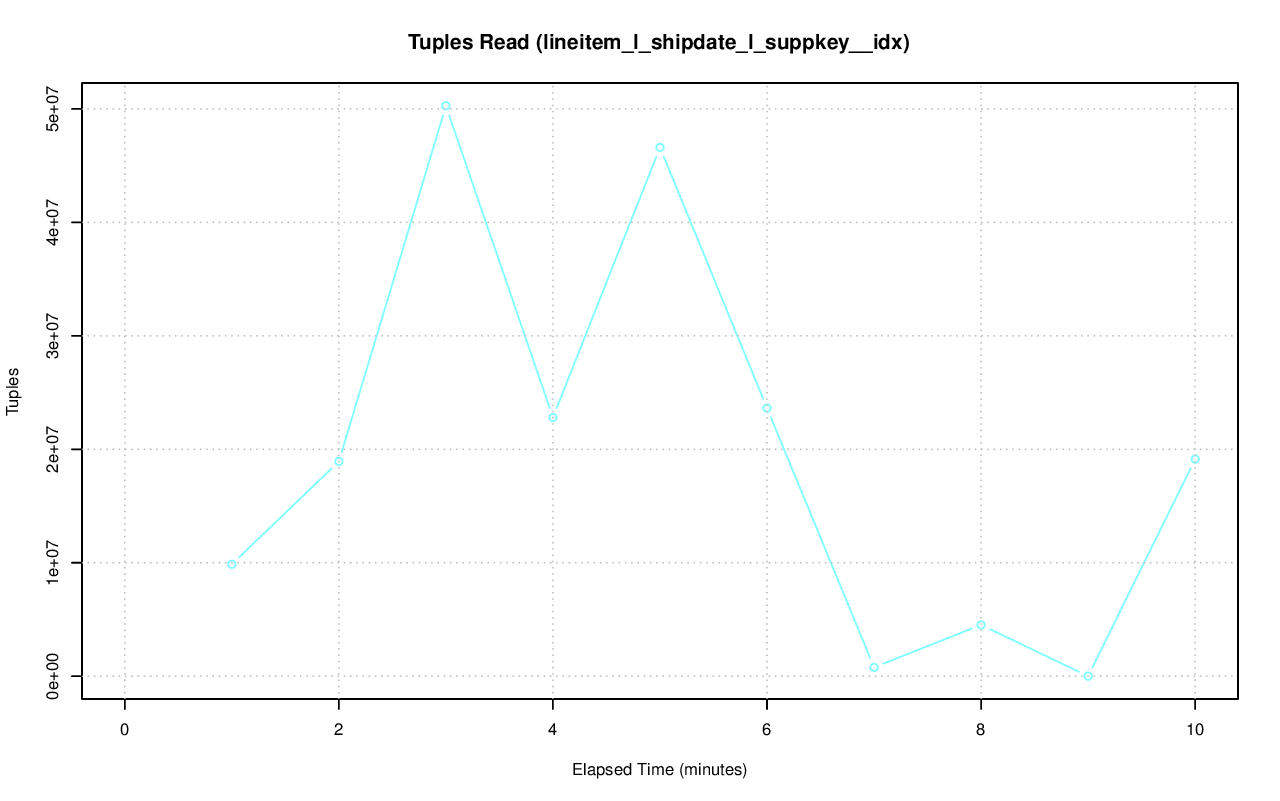 Tuples Read (lineitem_l_shipdate_l_suppkey__idx)
5e+07
4e+07
3e+07
2e+07
1e+07
0e+00
Tuples
0 2 4 6 8 10
Elapsed Time (minutes)